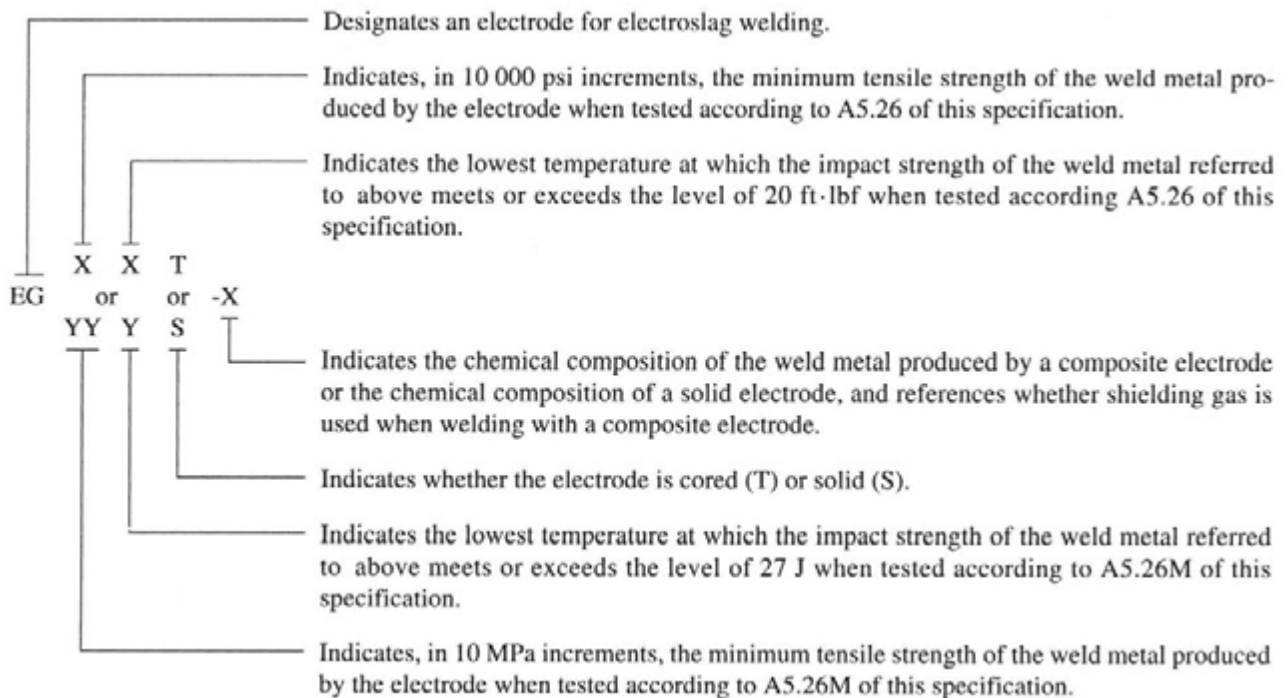 Designates an electrode for electroslag welding.
Indicates, in 10 000 psi increments, the minimum tensile strength of the weld metal pro-
duced by the electrode when tested according to A5.26 of this specification.
Indicates the lowest temperature at which the impact strength of the weld metal referred
to above meets or exceeds the level of 20 ft·lbf when tested according A5.26 of this
specification.
X X T
EG or or -X
YY Y S
Indicates the chemical composition of the weld metal produced by a composite electrode
or the chemical composition of a solid electrode, and references whether shielding gas is
used when welding with a composite electrode.
Indicates whether the electrode is cored (T) or solid (S).
Indicates the lowest temperature at which the impact strength of the weld metal referred
to above meets or exceeds the level of 27 J when tested according to A5.26M of this
specification.
Indicates, in 10 MPa increments, the minimum tensile strength of the weld metal produced
by the electrode when tested according to A5.26M of this specification.